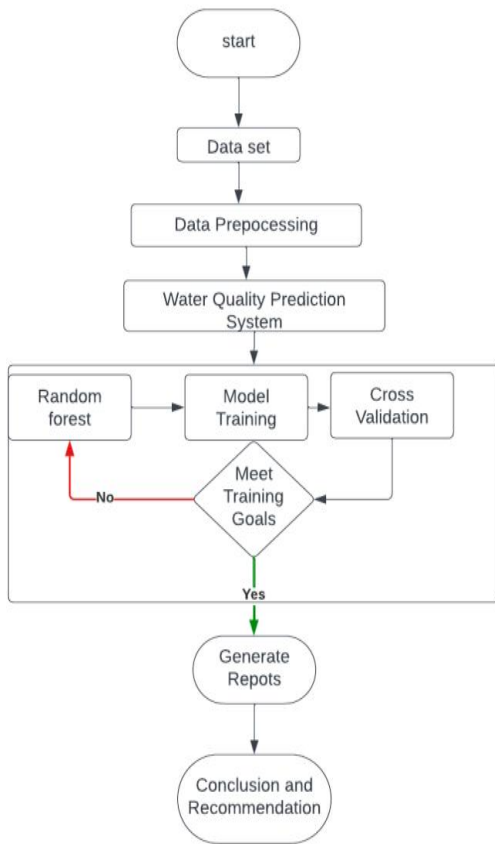 start
Data set
Data Prepocessing
Water Quality Prediction
System
Random
forest
Model
Training
Cross
Validation
Meet
Training
Goals
No
Yes
Generate
Repots
Conclusion and
Recommendation